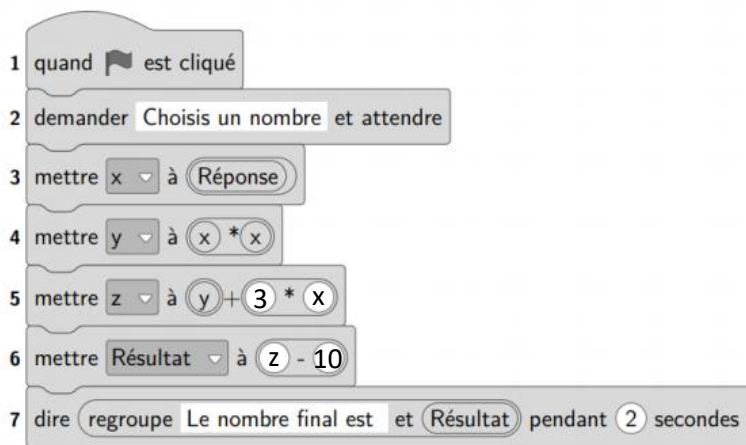 1 quand est cliqué
2 demander Choisis un nombre et attendre
3 mettre x à Réponse
4 mettre y à x * x
5 mettre z à y + 3 * x
6 mettre Résultat à z - 10
7 dire regroupe Le nombre final est et Résultat pendant 2 secondes